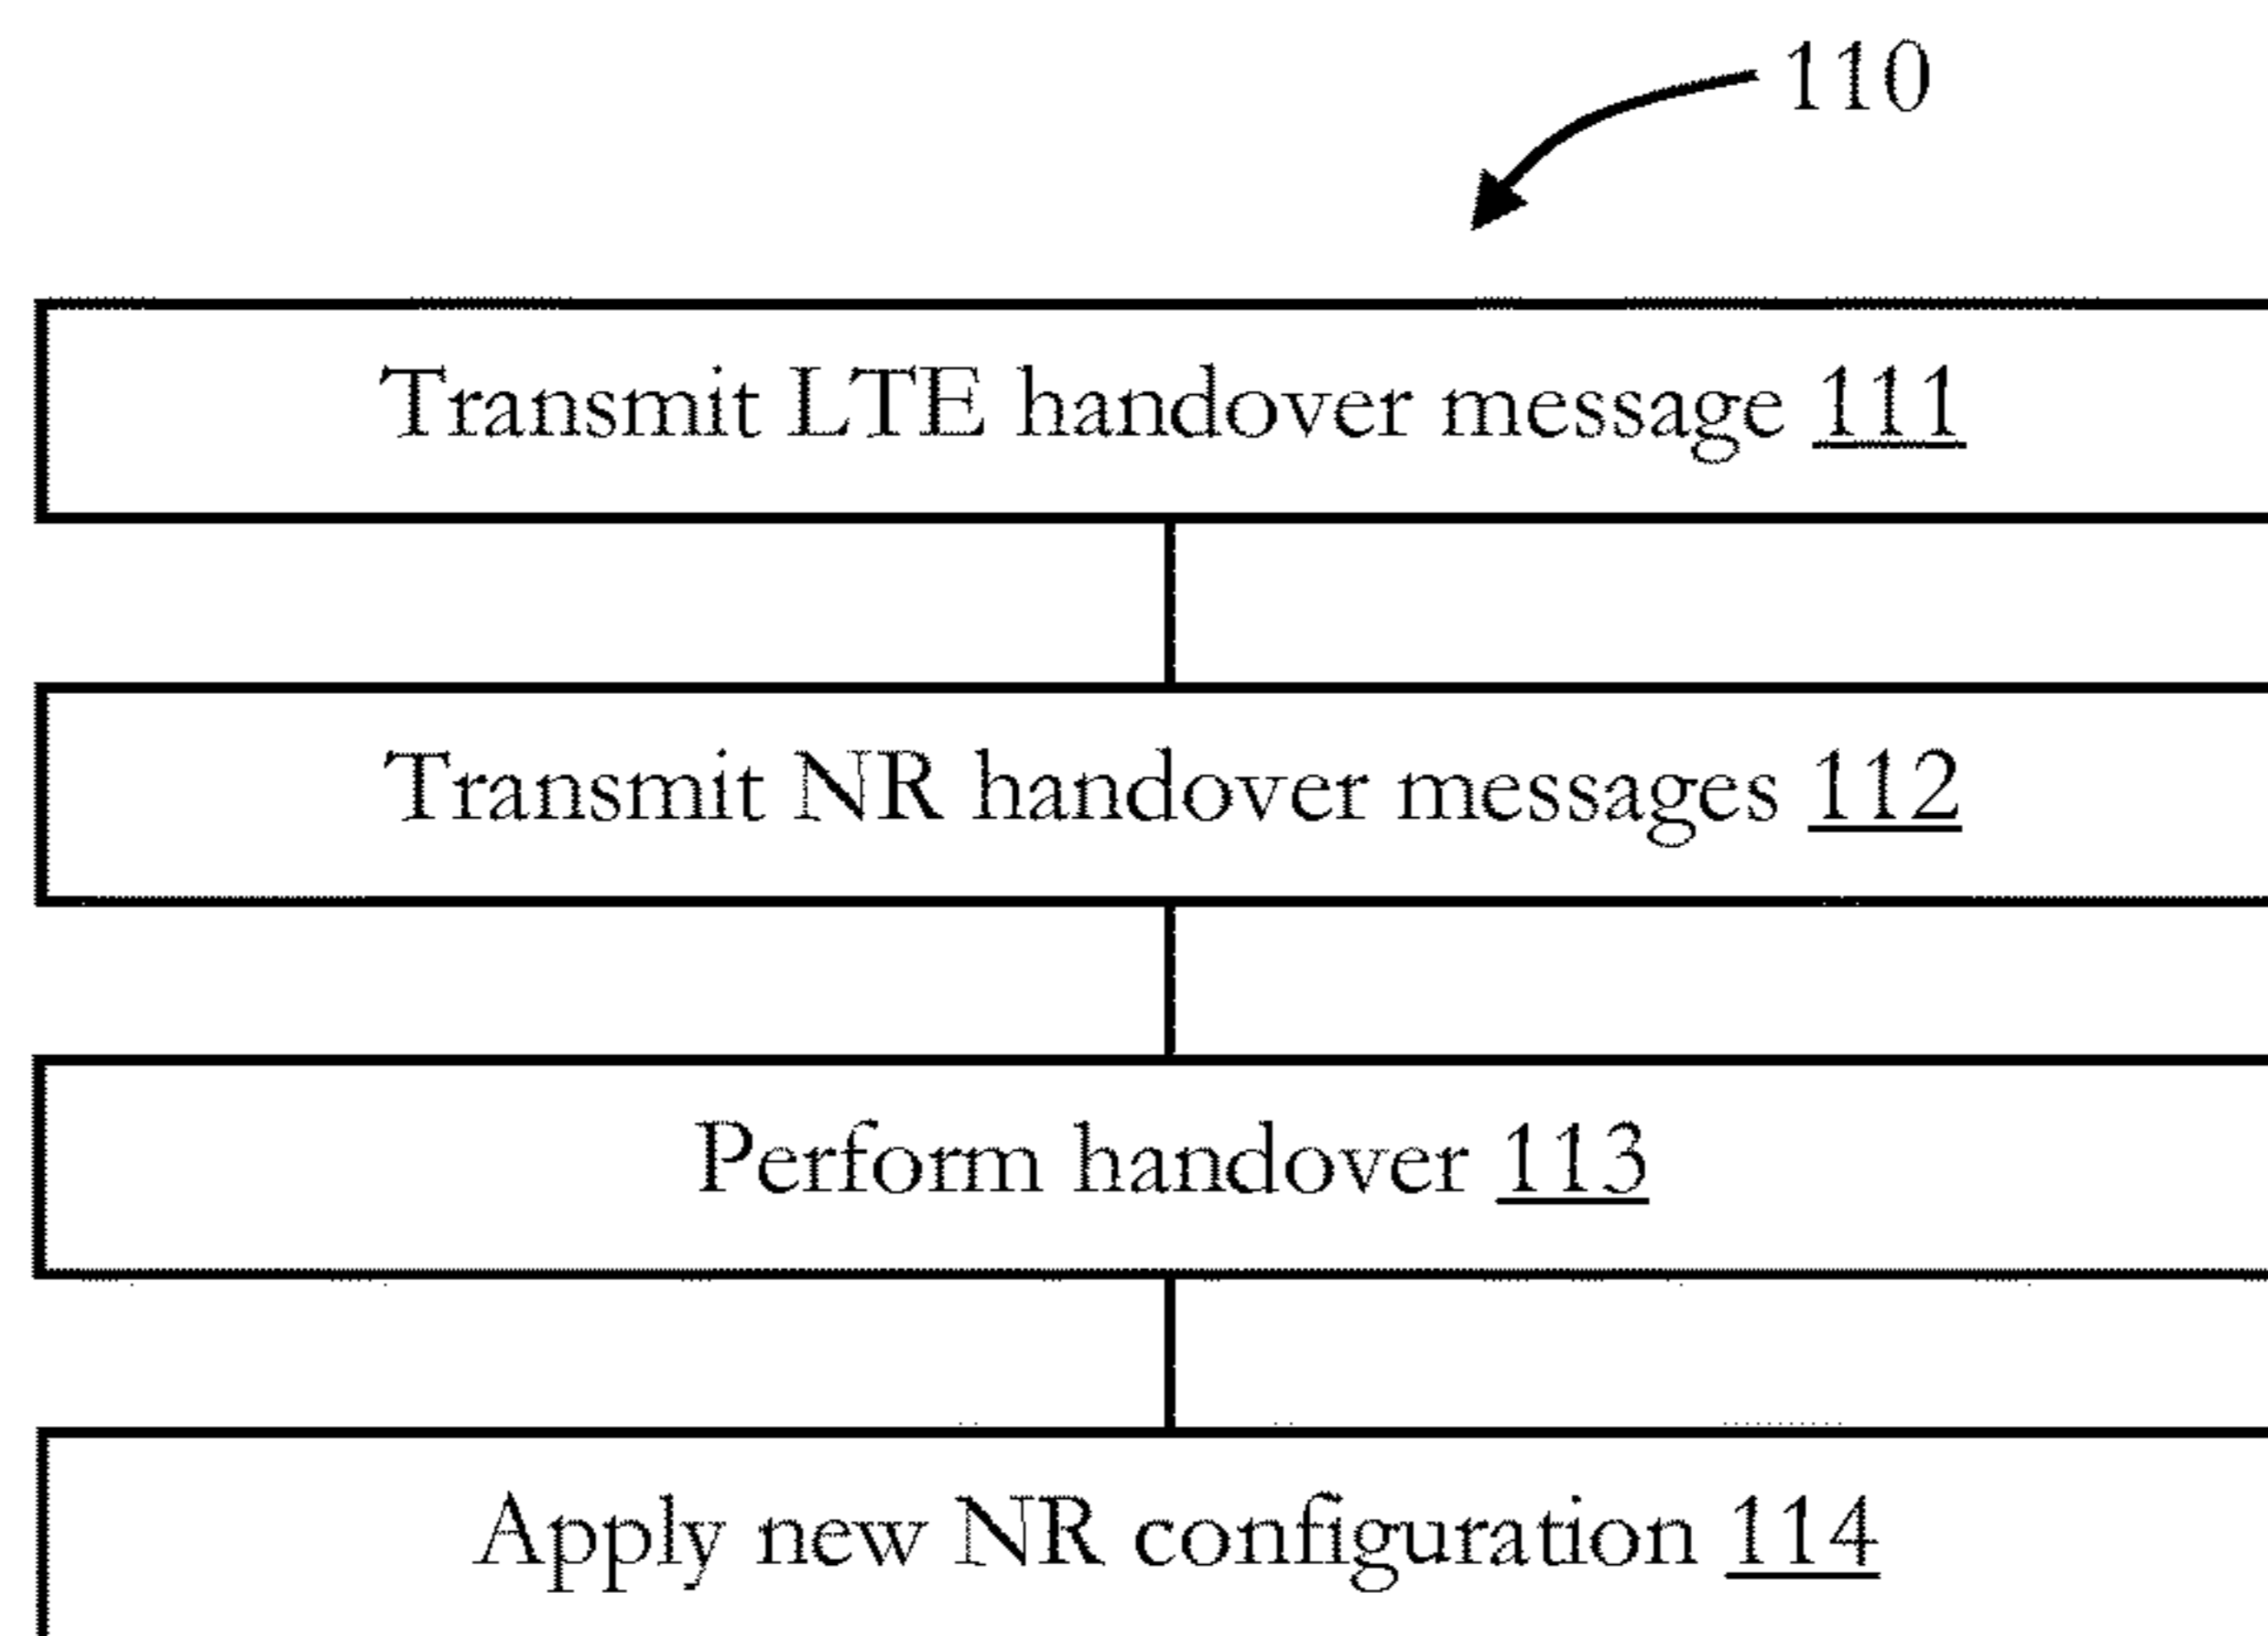 110
Transmit LTE handover message 111
Transmit NR handover messages 112
Perform handover 113
Apply new NR configuration 114